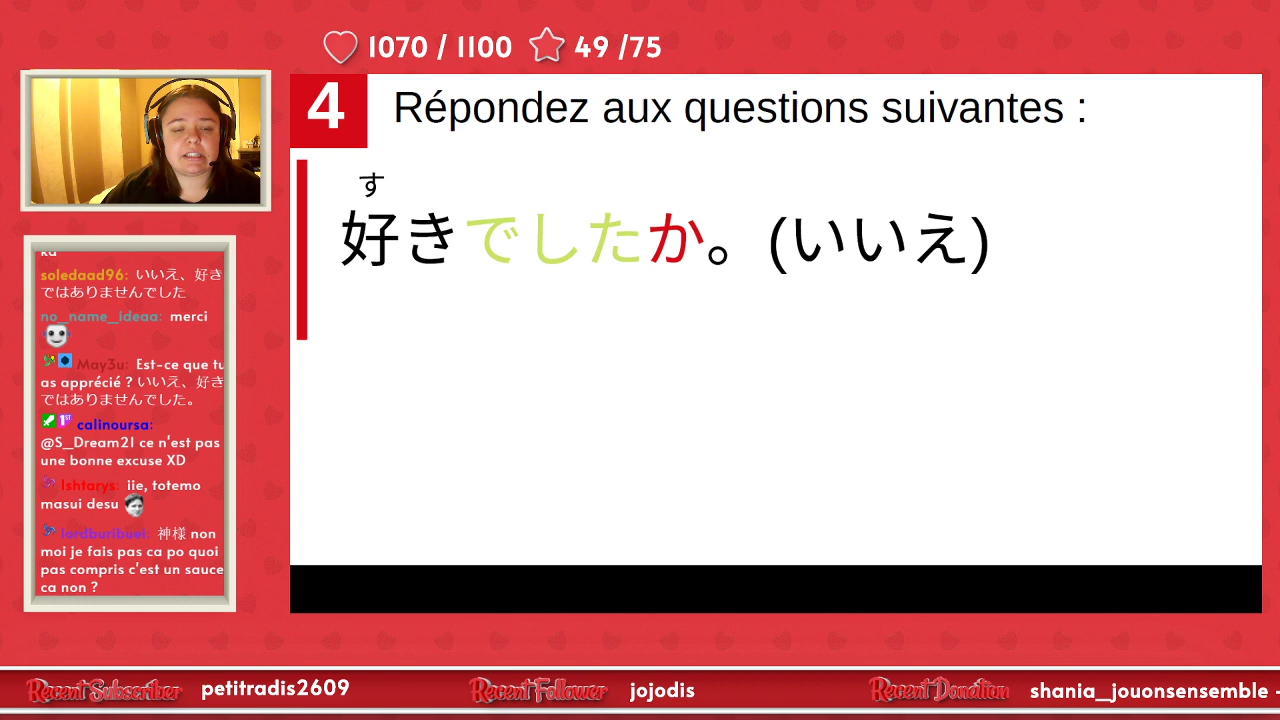 1070 / 1100 49 /75
4 Répondez aux questions suivantes :
す
好きでしたか。(いいえ)
soledaad96: いいえ、好き
ではありませんでした
no_name_ideaa: merci
May3u: Est-ce que tu
as apprécié ? いいえ、好き
ではありませんでした。
calinoursa:
@S_Dream21 ce n'est pas
une bonne excuse XD
Ishtarys: iie, totemo
masui desu
lordburibuei: 神様 non
moi je fais pas ca po quoi
pas compris c'est un sauce
ca non ?
Recent Subscriber petitradis2609 Recent Follower jojodis Recent Donation shania_jouonsensemble -